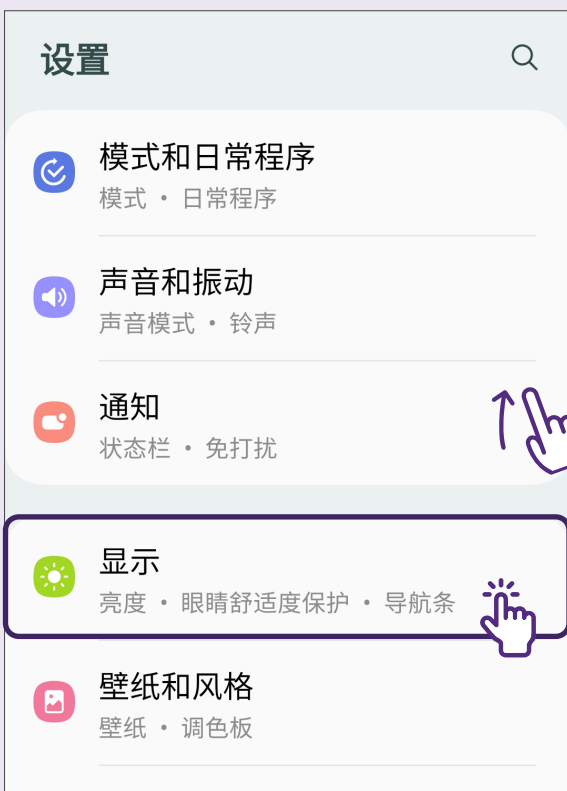 设置
模式和日常程序
模式 • 日常程序
声音和振动
声音模式 • 铃声
通知
状态栏 • 免打扰
显示
亮度 • 眼睛舒适度保护 • 导航条
壁纸和风格
壁纸 • 调色板